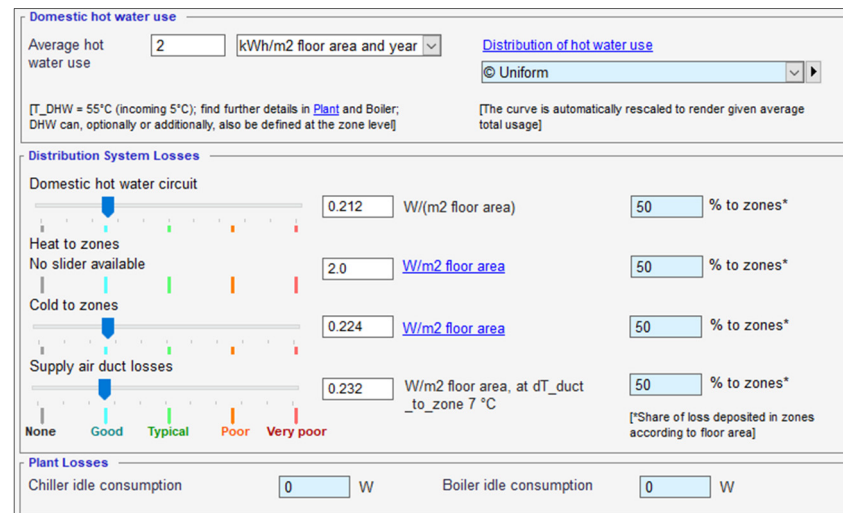 Domestic hot water use
Average hot water use 2 kWh/m2 floor area and year
Distribution of hot water use
© Uniform
[T_DHW = 55°C (incoming 5°C); find further details in Plant and Boiler;
DHW can, optionally or additionally, also be defined at the zone level]
[The curve is automatically rescaled to render given average
total usage]
Distribution System Losses
Domestic hot water circuit
0.212 W/(m2 floor area) 50 % to zones*
Heat to zones
No slider available
2.0 W/m2 floor area 50 % to zones*
Cold to zones
0.224 W/m2 floor area 50 % to zones*
Supply air duct losses
0.232 W/m2 floor area, at dT_duct
_to_zone 7 °C
50 % to zones*
None Good Typical Poor Very poor
[*Share of loss deposited in zones
according to floor area]
Plant Losses
Chiller idle consumption 0 W Boiler idle consumption 0 W